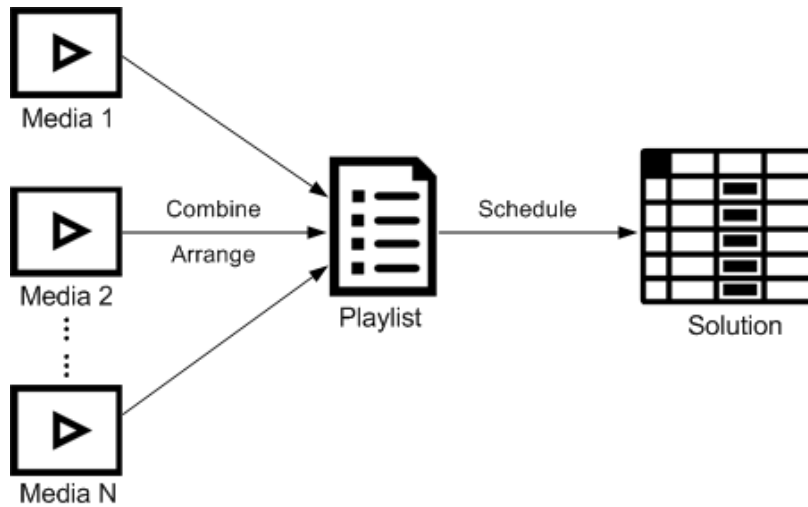 Media 1
Combine
Arrange
Media 2
Media N
Playlist
Schedule
Solution